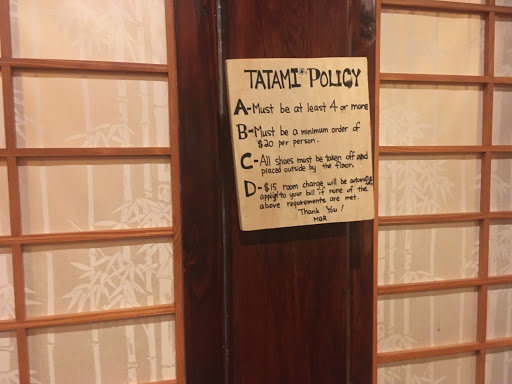 TATAMI POLICY
A-Must be at least 4 or more
B-Must be a minimum order of
$20 per person.
C-All shoes must be taken off and
placed outside by the floor.
D-$15 room charge will be
to your bill if none of the
above requirements are met.
Thank You!
MGR